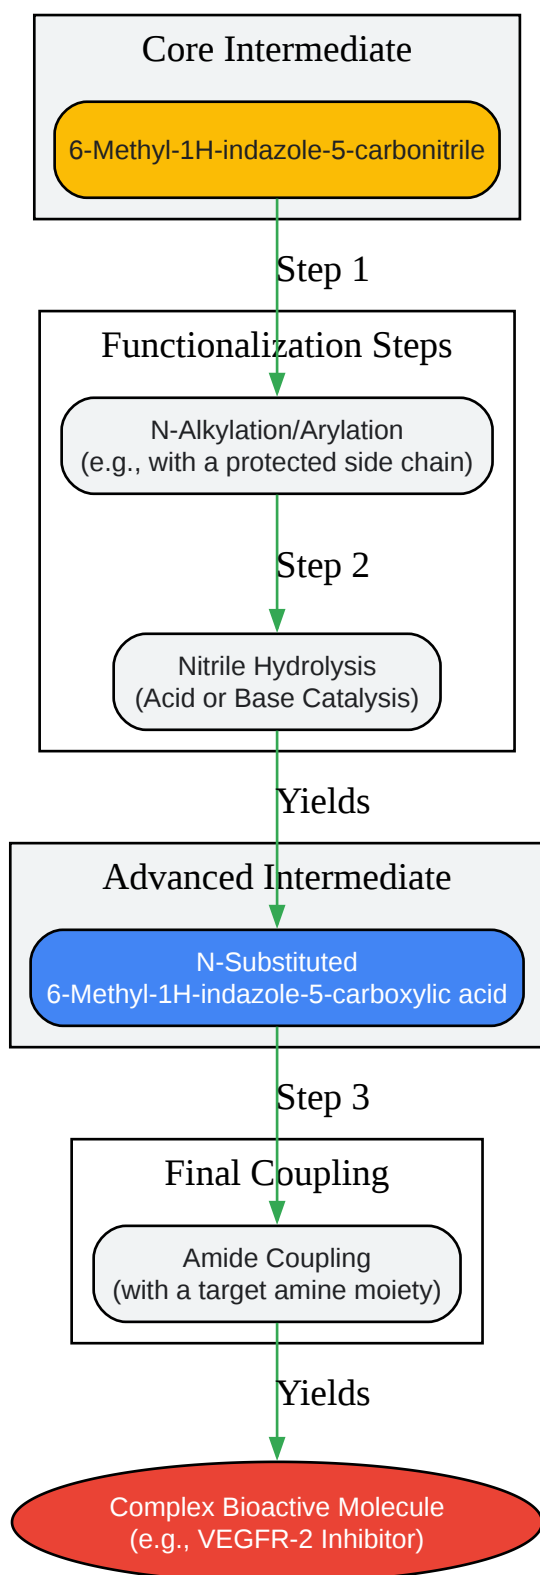 Core Intermediate
6-Methyl-1H-indazole-5-carbonitrile
Step 1
Functionalization Steps
N-Alkylation/Arylation
(e.g., with a protected side chain)
Step 2
Nitrile Hydrolysis
(Acid or Base Catalysis)
Yields
Advanced Intermediate
N-Substituted
6-Methyl-1H-indazole-5-carboxylic acid
Step 3
Final Coupling
Amide Coupling
(with a target amine moiety)
Yields
Complex Bioactive Molecule
(e.g., VEGFR-2 Inhibitor)